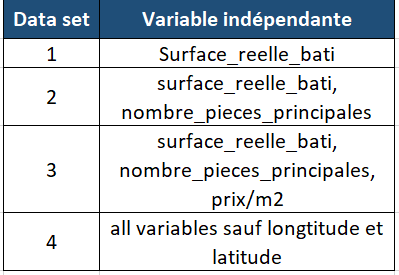 Data set Variable indépendante
1 Surface_reelle_bati
2 surface_reelle_bati,
nombre_pieces_principales
3 surface_reelle_bati,
nombre_pieces_principales,
prix/m2
4 all variables sauf longtitude et
latitude